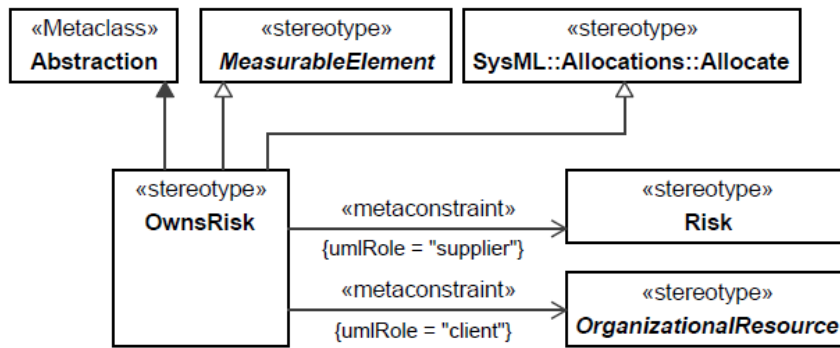 «Metaclass»
Abstraction
«stereotype»
MeasurableElement
«stereotype»
SysML::Allocations::Allocate
«stereotype»
OwnsRisk
«metaconstraint»
{umlRole = "supplier"}
«stereotype»
Risk
«metaconstraint»
{umlRole = "client"}
«stereotype»
OrganizationalResource